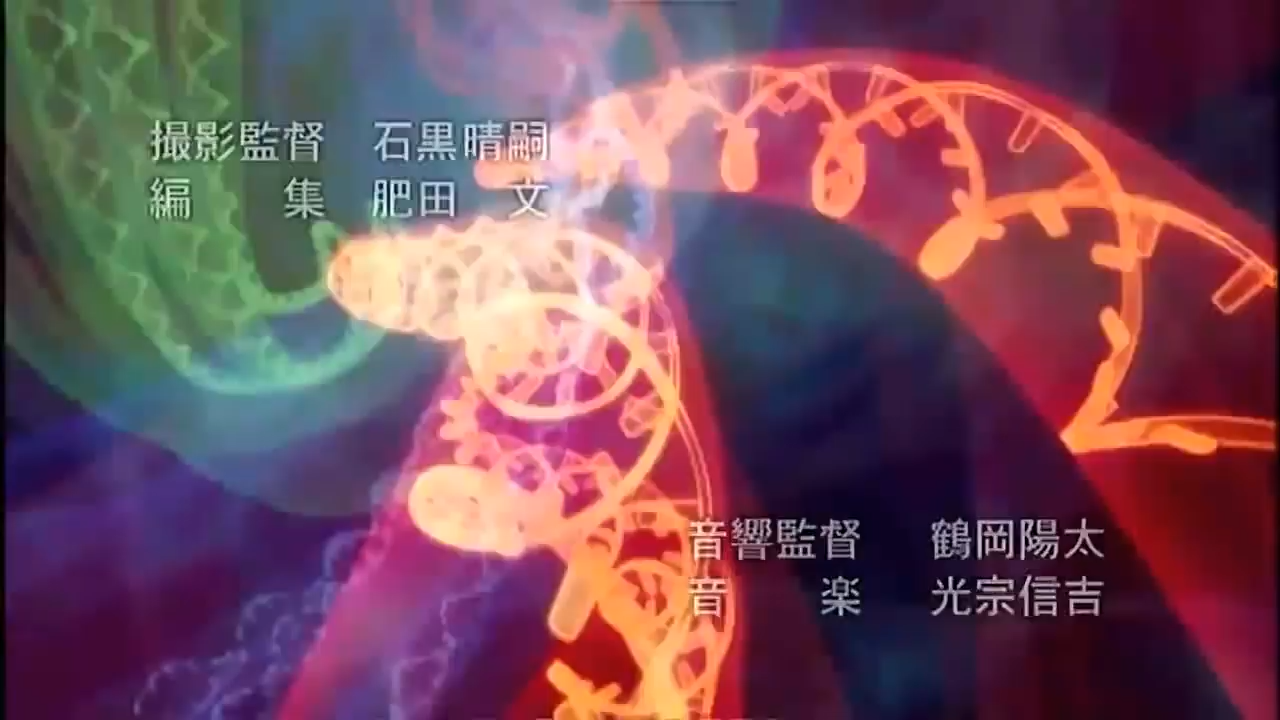 撮影監督　石黒晴嗣
編　　集　肥田　文
音響監督　鶴岡陽太
音　　楽　光宗信吉